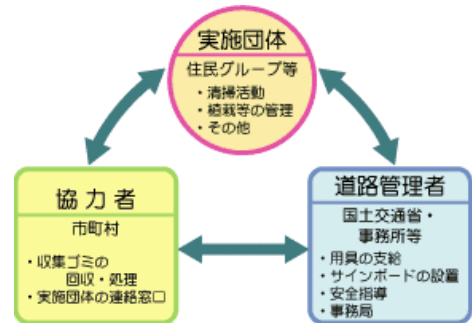 実施団体
住民グループ等
・清掃活動
・植栽等の管理
・その他
協力者
市町村
・収集ゴミの
回収・処理
・実施団体の連絡窓口
道路管理者
国土交通省・
事務所等
・用具の支給
・サインボードの設置
・安全指導
・事務局